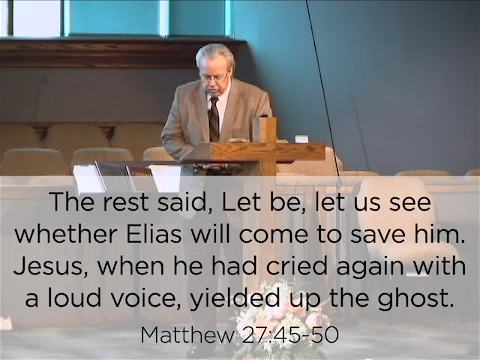 The rest said, Let be, let us see
whether Elias will come to save him.
Jesus, when he had cried again with
a loud voice, yielded up the ghost.
Matthew 27:45-50